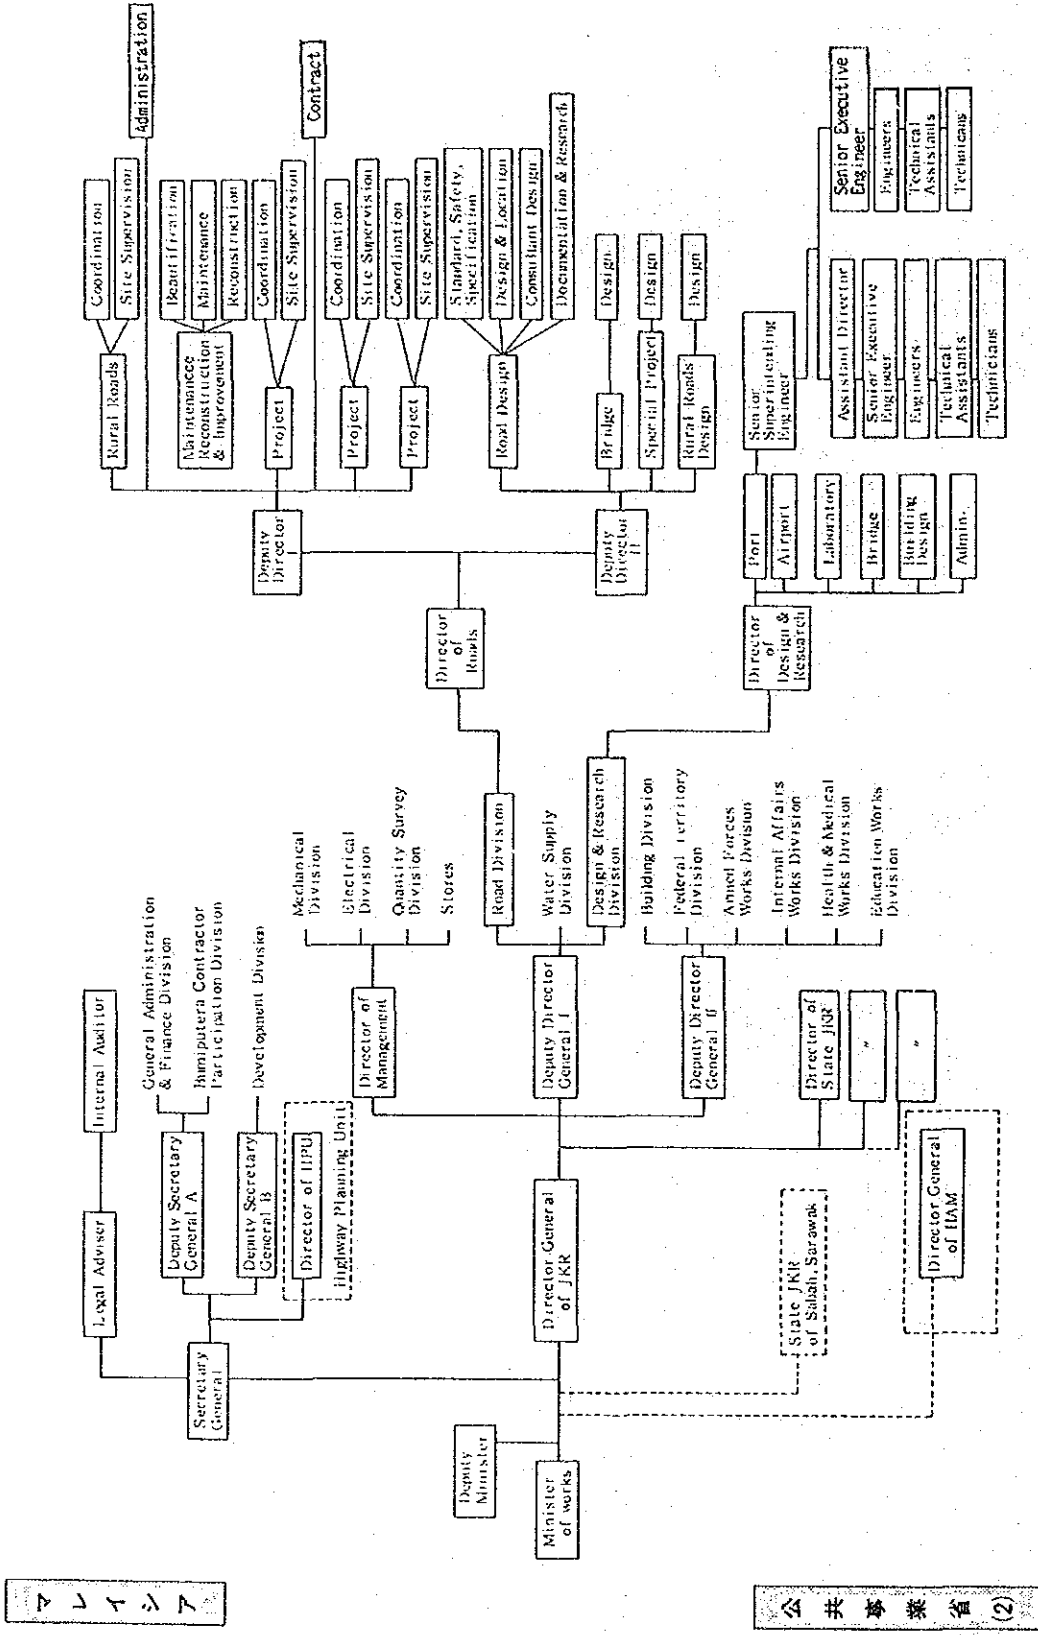 マレイシア
公共事業省 (2)
Minister
of works
Deputy
Minister
Secretary
General
Legal Adviser
Internal Auditor
Deputy Secretary
General A
General Administration
& Finance Division
Bumiputera Contractor
Participation Division
Deputy Secretary
General B
Development Division
Director of HPU
Highway Planning Unit
Director General
of JKR
State JKR
of Sabah, Sarawak
Director General
of HAM
Director of
Management
Mechanical
Division
Electrical
Division
Quantity Survey
Division
Stores
Deputy Director
General I
Road Division
Water Supply
Division
Design & Research
Division
Deputy Director
General II
Building Division
Federal Territory
Division
Armed Forces
Works Division
Internal Affairs
Works Division
Health & Medical
Works Division
Education Works
Division
Director of
State JKR
〃
〃
Director
of
Roads
Deputy
Director
Rural Roads
Coordination
Site Supervision
Administration
Maintenance
Reconstruction
& Improvement
Beautification
Maintenance
Reconstruction
Project
Coordination
Site Supervision
Contract
Project
Coordination
Site Supervision
Project
Coordination
Site Supervision
Deputy
Director
II
Road Design
Standard, Safety,
Specification
Design & Location
Consultant Design
Documentation & Research
Bridge
Design
Special Project
Design
Rural Roads
Design
Design
Director
of
Design &
Research
Port
Airport
Laboratory
Bridge
Building
Design
Admin.
Senior
Superintending
Engineer
Assistant Director
Senior Executive
Engineer
Engineers
Technical
Assistants
Technicians
Senior Executive
Engineer
Engineers
Technical
Assistants
Technicans